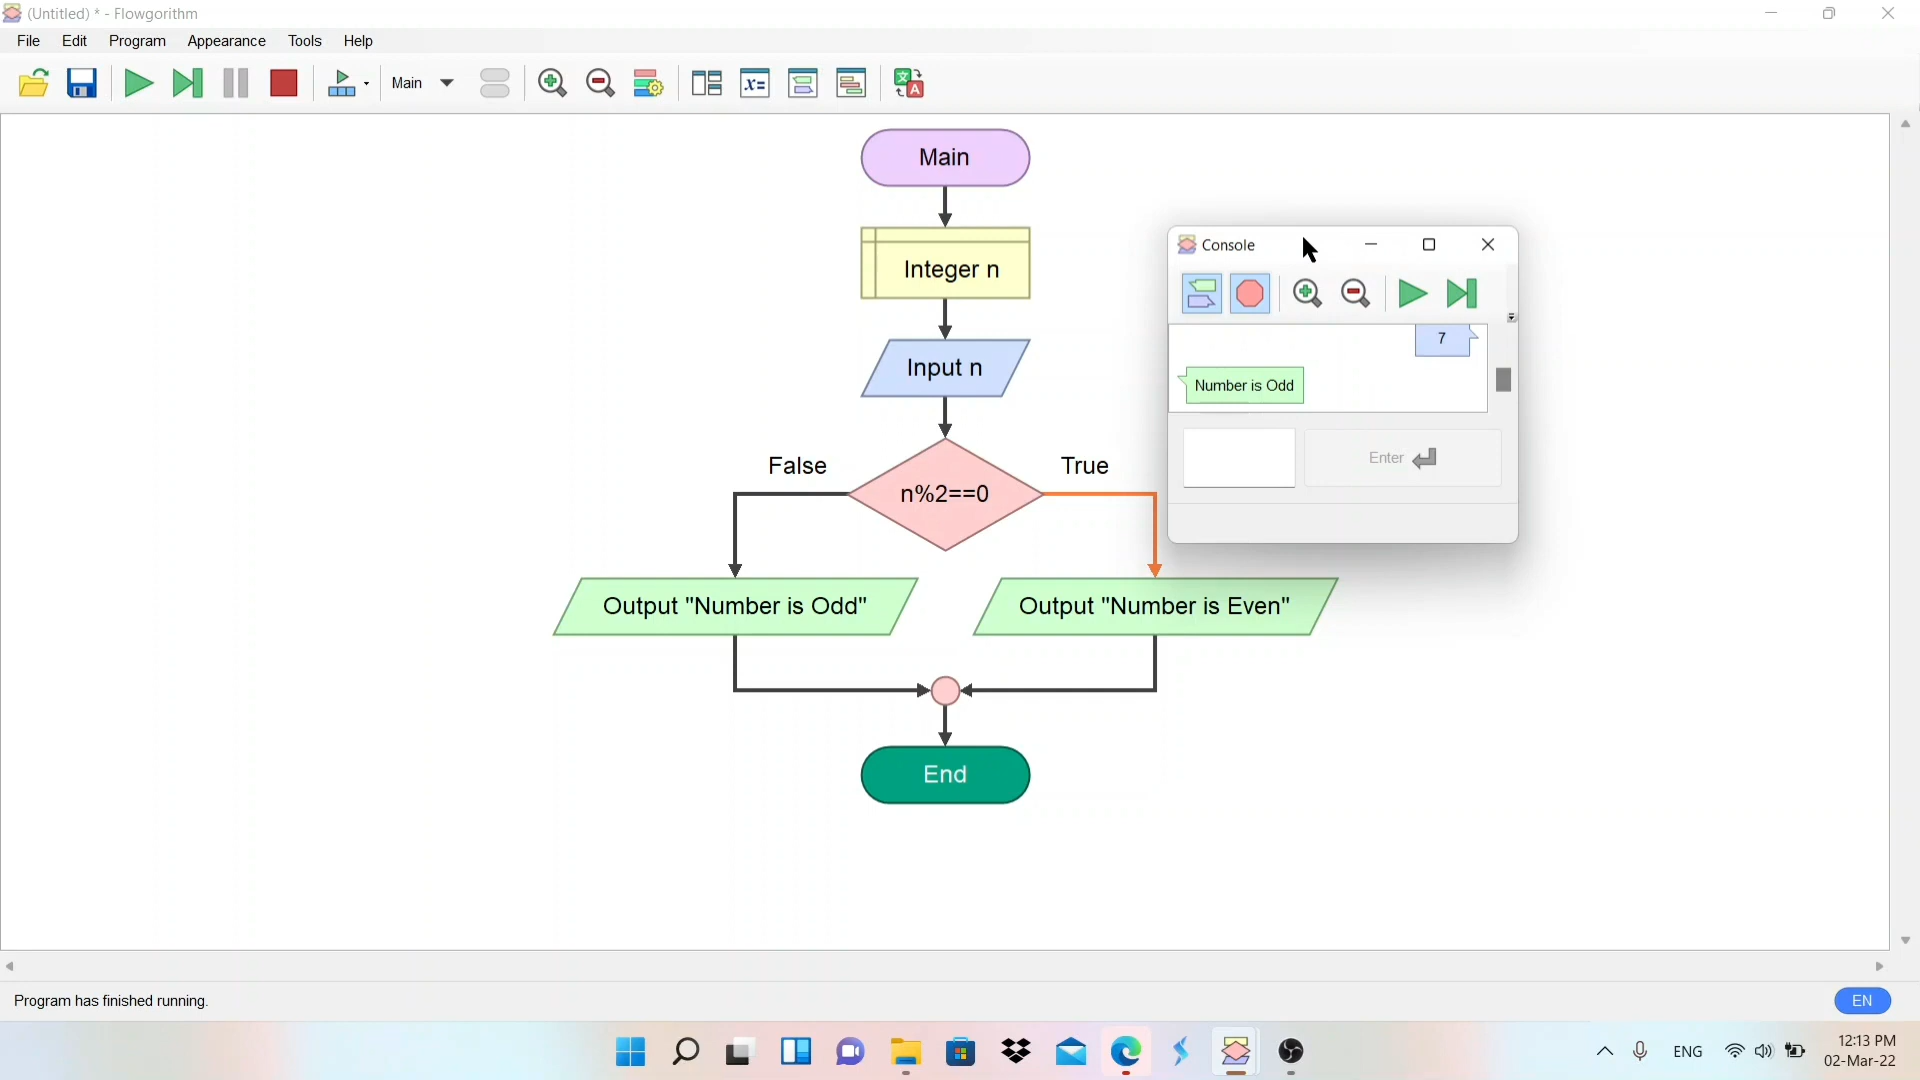 (Untitled) * - Flowgorithm
File Edit Program Appearance Tools Help
Main
Main
Integer n
Input n
n%2==0
False
True
Output "Number is Odd"
Output "Number is Even"
End
Console
7
Number is Odd
Enter
Program has finished running.
EN
ENG
12:13 PM
02-Mar-22